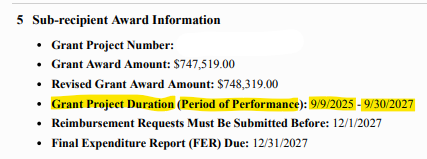 5 Sub-recipient Award Information
• Grant Project Number:
• Grant Award Amount: $747,519.00
• Revised Grant Award Amount: $748,319.00
• Grant Project Duration (Period of Performance): 9/9/2025 - 9/30/2027
• Reimbursement Requests Must Be Submitted Before: 12/1/2027
• Final Expenditure Report (FER) Due: 12/31/2027